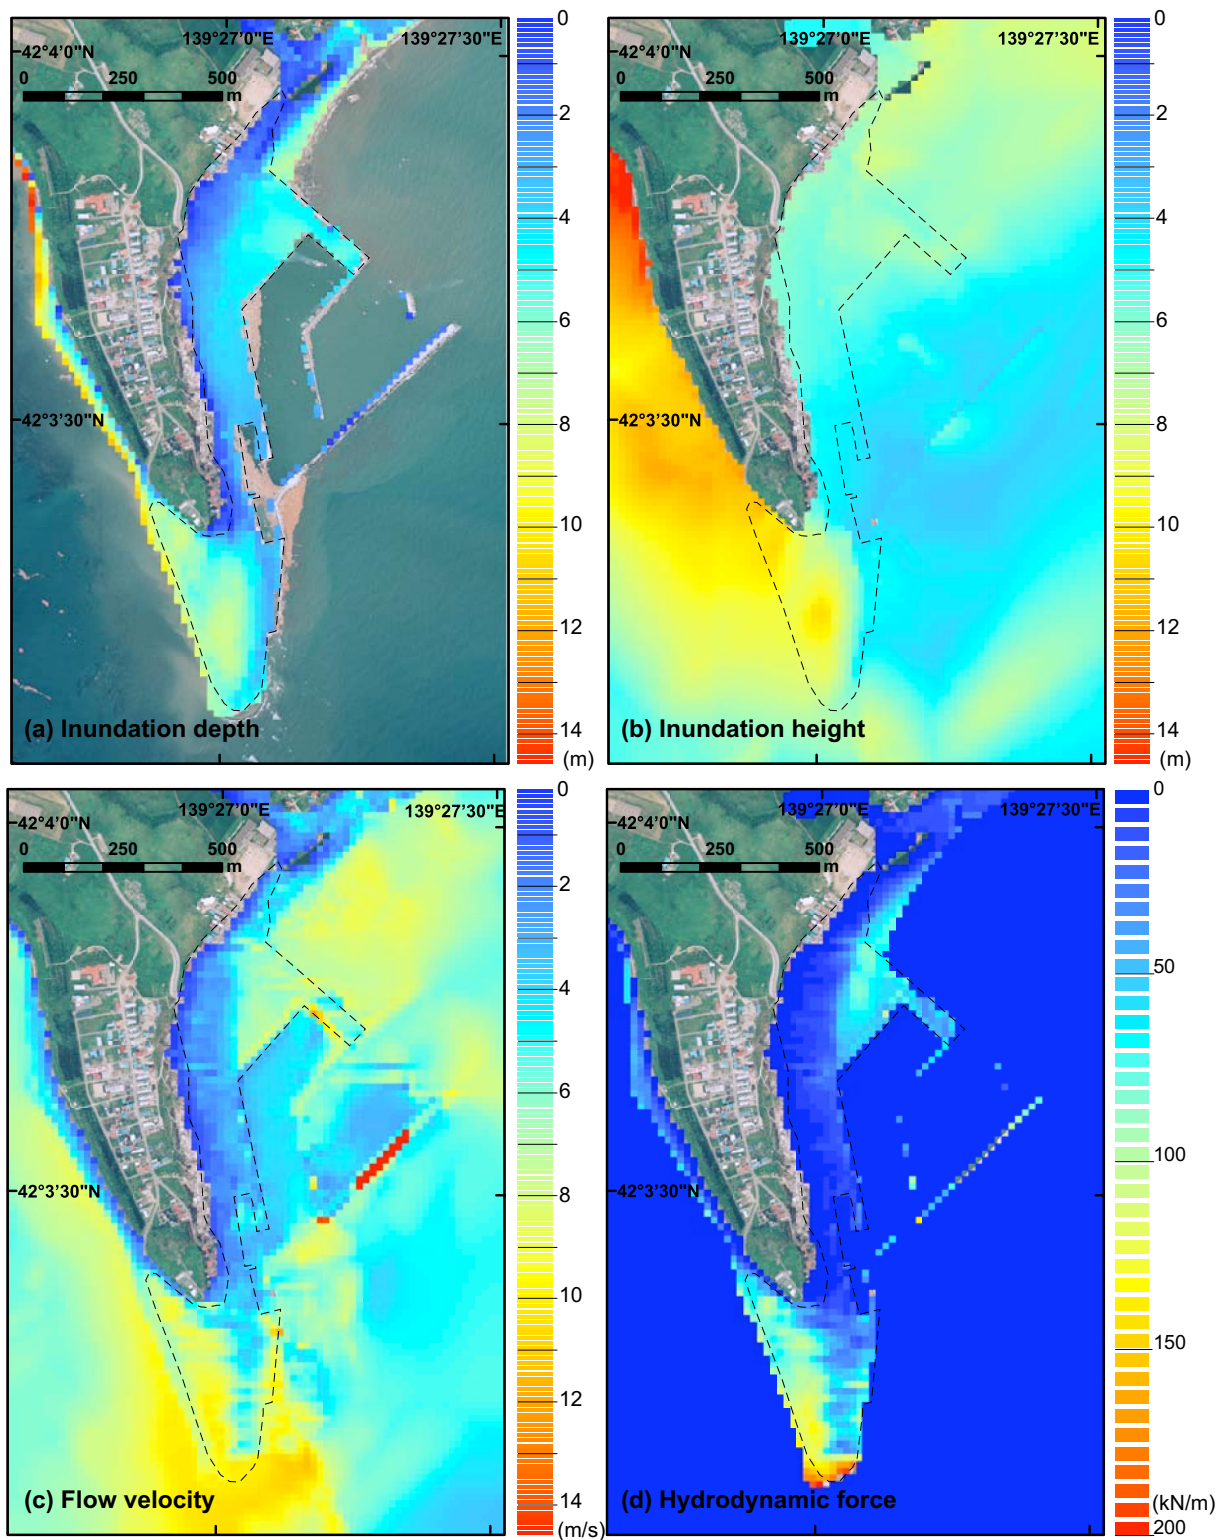 139°27'0"E 139°27'30"E
42°4'0"N
0 250 500
m
42°3'30"N
(a) Inundation depth
0
2
4
6
8
10
12
14
(m)
139°27'0"E 139°27'30"E
42°4'0"N
0 250 500
m
42°3'30"N
(b) Inundation height
0
2
4
6
8
10
12
14
(m)
139°27'0"E 139°27'30"E
42°4'0"N
0 250 500
m
42°3'30"N
(c) Flow velocity
0
2
4
6
8
10
12
14
(m/s)
139°27'0"E 139°27'30"E
42°4'0"N
0 250 500
m
42°3'30"N
(d) Hydrodynamic force
0
50
100
150
(kN/m)
200